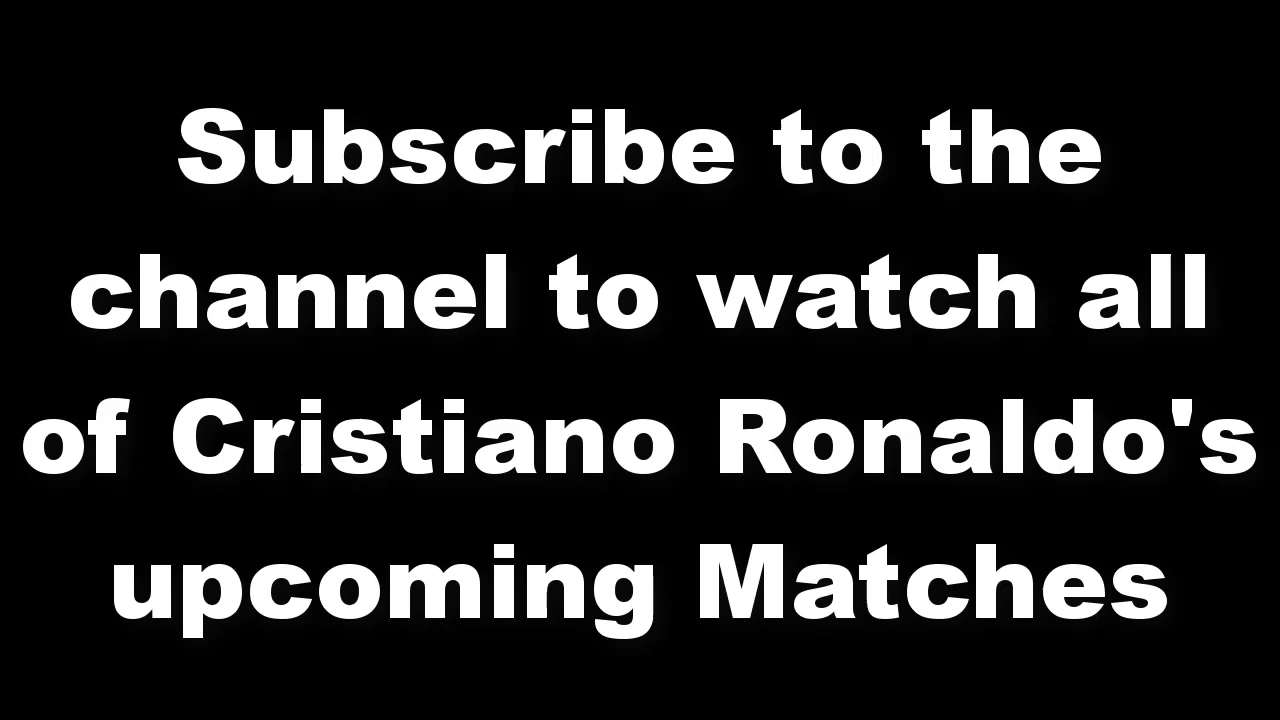 Subscribe to the
channel to watch all
of Cristiano Ronaldo's
upcoming Matches